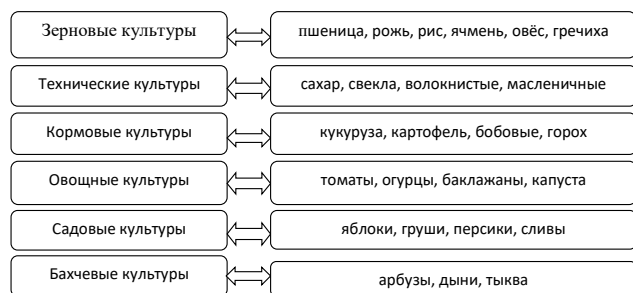 Зерновые культуры
пшеница, рожь, рис, ячмень, овёс, гречиха
Технические культуры
сахар, свекла, волокнистые, масленичные
Кормовые культуры
кукуруза, картофель, бобовые, горох
Овощные культуры
томаты, огурцы, баклажаны, капуста
Садовые культуры
яблоки, груши, персики, сливы
Бахчевые культуры
арбузы, дыни, тыква